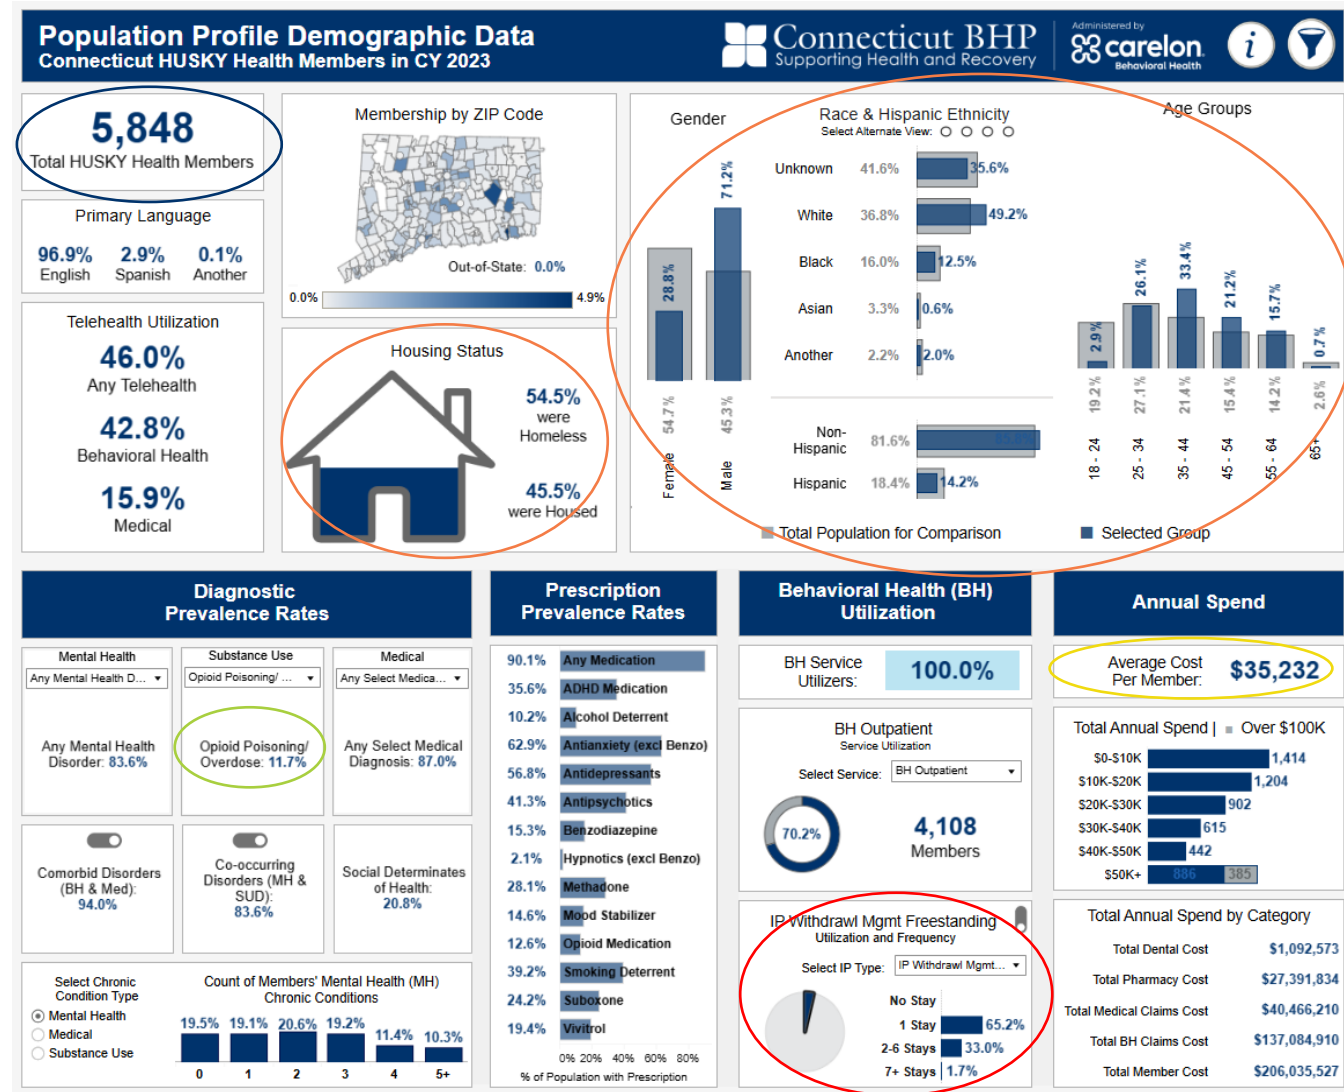 Population Profile Demographic Data
Connecticut HUSKY Health Members in CY 2023
Connecticut BHP
Supporting Health and Recovery
Administered by
carelon
Behavioral Health
i
5,848
Total HUSKY Health Members
Primary Language
96.9% 2.9% 0.1%
English Spanish Another
Telehealth Utilization
46.0%
Any Telehealth
42.8%
Behavioral Health
15.9%
Medical
Membership by ZIP Code
Out-of-State: 0.0%
0.0% 4.9%
Housing Status
54.5%
were
Homeless
45.5%
were Housed
Gender
28.8% 71.2%
54.7% 45.3%
Female Male
Race & Hispanic Ethnicity
Select Alternate View:
Unknown 41.6% 35.6%
White 36.8% 49.2%
Black 16.0% 12.5%
Asian 3.3% 0.6%
Another 2.2% 2.0%
Non-
Hispanic 81.6%
Hispanic 18.4% 14.2%
Age Groups
2.9% 26.1% 33.4% 21.2% 15.7% 0.7%
19.2% 27.1% 21.4% 15.4% 14.2% 2.6%
18 - 24 25 - 34 35 - 44 45 - 54 55 - 64 65+
Total Population for Comparison Selected Group
Diagnostic
Prevalence Rates
Mental Health
Any Mental Health D...
Any Mental Health
Disorder: 83.6%
Substance Use
Opioid Poisoning/ ...
Opioid Poisoning/
Overdose: 11.7%
Medical
Any Select Medica...
Any Select Medical
Diagnosis: 87.0%
Comorbid Disorders
(BH & Med):
94.0%
Co-occurring
Disorders (MH &
SUD):
83.6%
Social Determinates
of Health:
20.8%
Select Chronic
Condition Type
Mental Health
Medical
Substance Use
Count of Members' Mental Health (MH)
Chronic Conditions
19.5% 19.1% 20.6% 19.2% 11.4% 10.3%
0 1 2 3 4 5+
Prescription
Prevalence Rates
90.1% Any Medication
35.6% ADHD Medication
10.2% Alcohol Deterrent
62.9% Antianxiety (excl Benzo)
56.8% Antidepressants
41.3% Antipsychotics
15.3% Benzodiazepine
2.1% Hypnotics (excl Benzo)
28.1% Methadone
14.6% Mood Stabilizer
12.6% Opioid Medication
39.2% Smoking Deterrent
24.2% Suboxone
19.4% Vivitrol
0% 20% 40% 60% 80%
% of Population with Prescription
Behavioral Health (BH)
Utilization
BH Service
Utilizers: 100.0%
BH Outpatient
Service Utilization
Select Service: BH Outpatient
70.2%
4,108
Members
IP Withdrawl Mgmt Freestanding
Utilization and Frequency
Select IP Type: IP Withdrawl Mgmt...
No Stay
1 Stay 65.2%
2-6 Stays 33.0%
7+ Stays 1.7%
Annual Spend
Average Cost
Per Member: $35,232
Total Annual Spend | Over $100K
$0-$10K 1,414
$10K-$20K 1,204
$20K-$30K 902
$30K-$40K 615
$40K-$50K 442
$50K+ 886 385
Total Annual Spend by Category
Total Dental Cost $1,092,573
Total Pharmacy Cost $27,391,834
Total Medical Claims Cost $40,466,210
Total BH Claims Cost $137,084,910
Total Member Cost $206,035,527